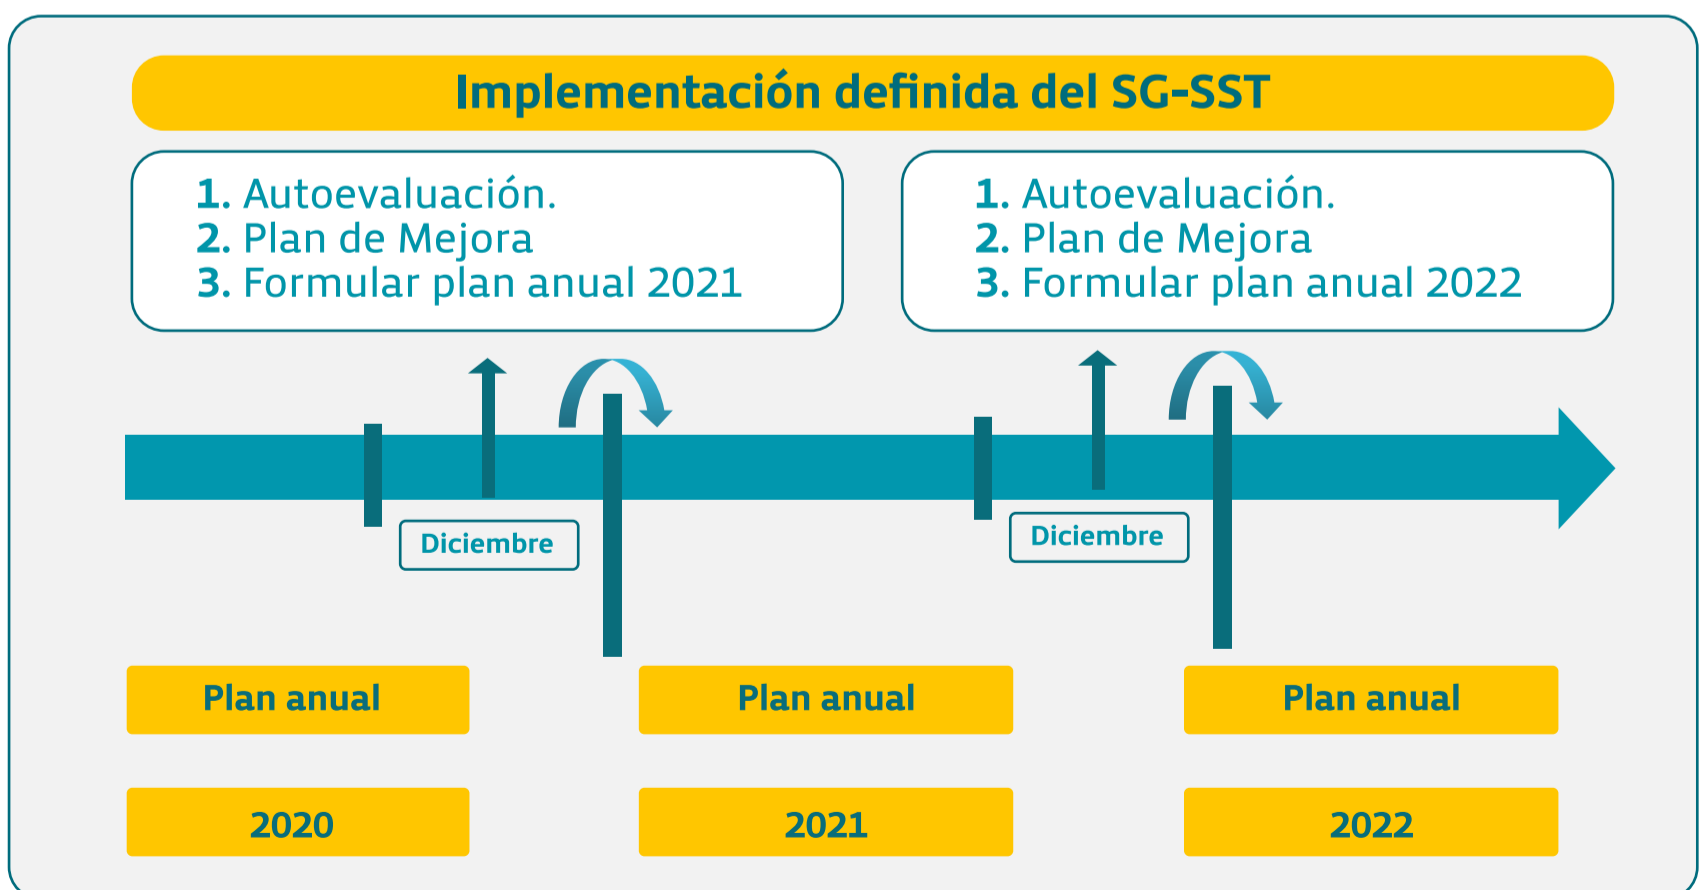 Implementación definida del SG-SST
1. Autoevaluación.
2. Plan de Mejora
3. Formular plan anual 2021
1. Autoevaluación.
2. Plan de Mejora
3. Formular plan anual 2022
Diciembre
Diciembre
Plan anual
Plan anual
Plan anual
2020
2021
2022